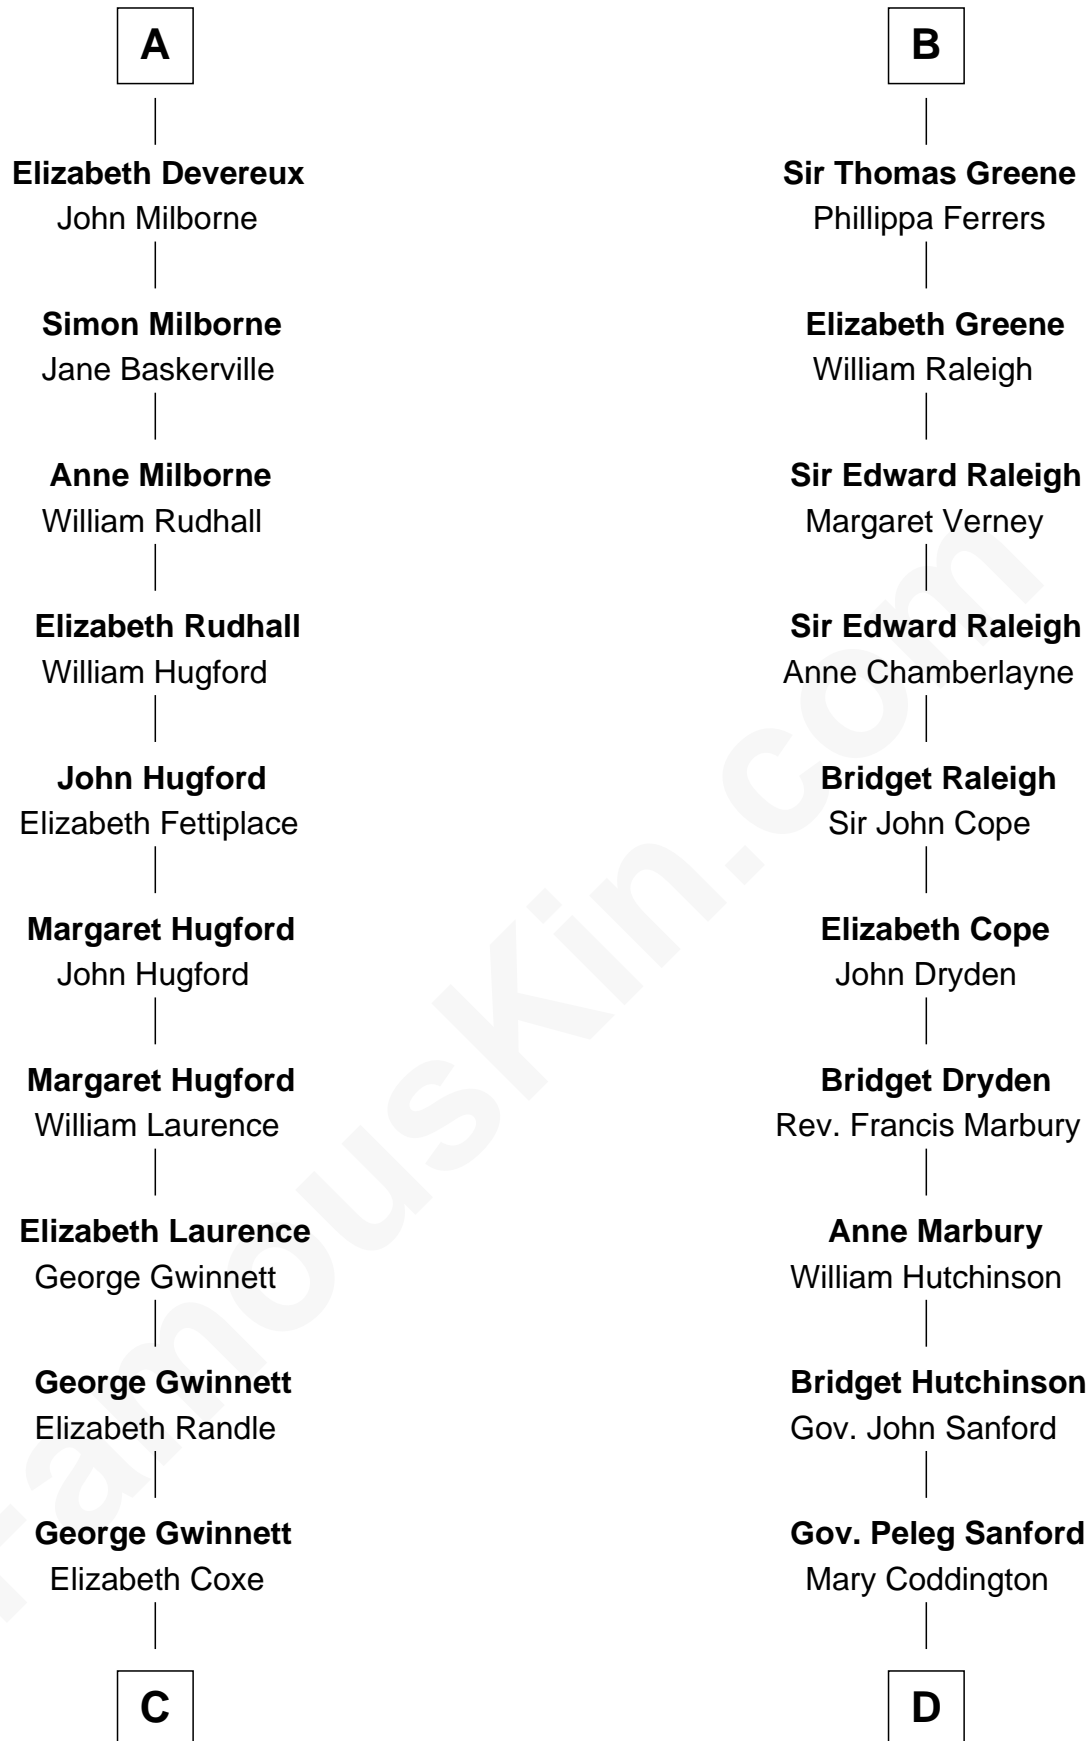 A
Elizabeth Devereux
John Milborne
Simon Milborne
Jane Baskerville
Anne Milborne
William Rudhall
Elizabeth Rudhall
William Hugford
John Hugford
Elizabeth Fettiplace
Margaret Hugford
John Hugford
Margaret Hugford
William Laurence
Elizabeth Laurence
George Gwinnett
George Gwinnett
Elizabeth Randle
George Gwinnett
Elizabeth Coxe
C
B
Sir Thomas Greene
Phillippa Ferrers
Elizabeth Greene
William Raleigh
Sir Edward Raleigh
Margaret Verney
Sir Edward Raleigh
Anne Chamberlayne
Bridget Raleigh
Sir John Cope
Elizabeth Cope
John Dryden
Bridget Dryden
Rev. Francis Marbury
Anne Marbury
William Hutchinson
Bridget Hutchinson
Gov. John Sanford
Gov. Peleg Sanford
Mary Coddington
D
FamousKin.com